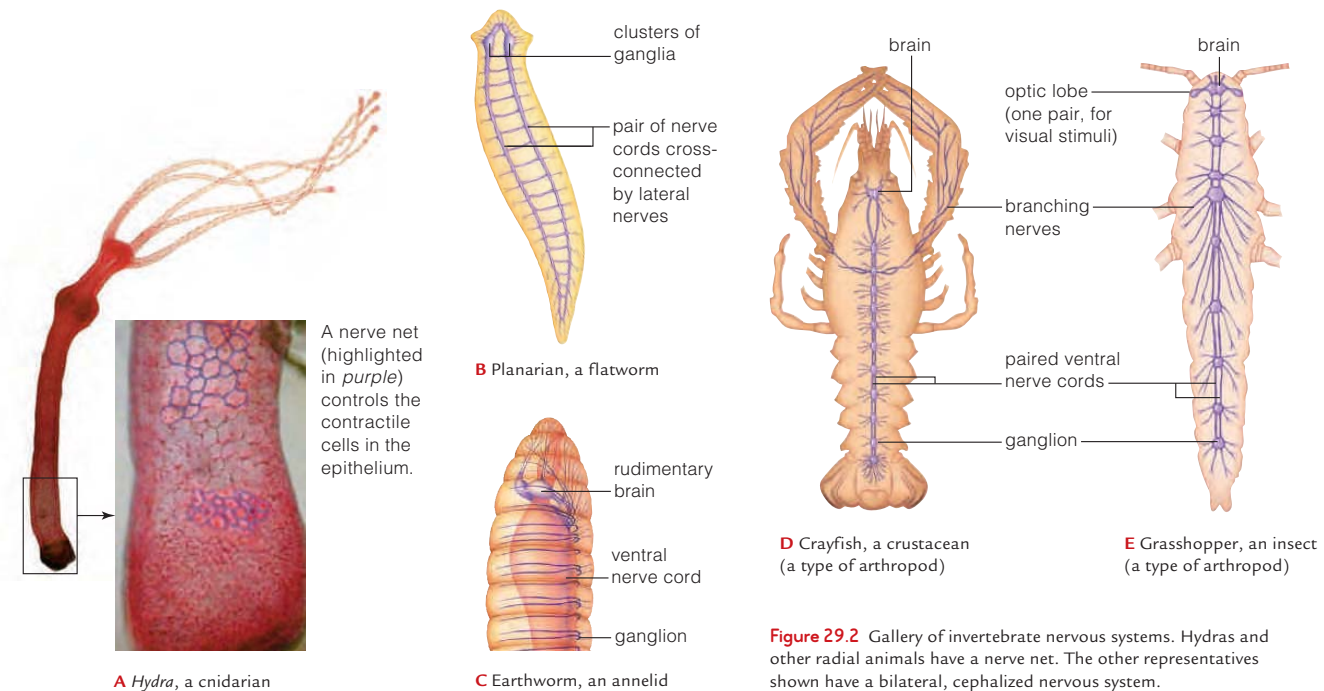 A nerve net
(highlighted
in purple)
controls the
contractile
cells in the
epithelium.
A Hydra, a cnidarian
clusters of
ganglia
pair of nerve
cords cross-
connected
by lateral
nerves
B Planarian, a flatworm
rudimentary
brain
ventral
nerve cord
ganglion
C Earthworm, an annelid
brain
brain
optic lobe
(one pair, for
visual stimuli)
branching
nerves
paired ventral
nerve cords
ganglion
D Crayfish, a crustacean
(a type of arthropod)
E Grasshopper, an insect
(a type of arthropod)
Figure 29.2 Gallery of invertebrate nervous systems. Hydras and
other radial animals have a nerve net. The other representatives
shown have a bilateral, cephalized nervous system.